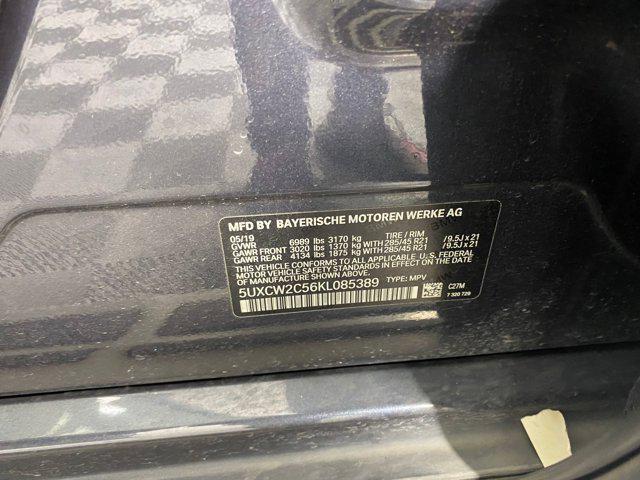 MFD BY BAYERISCHE MOTOREN WERKE AG
05/19 TIRE / RIM
GVWR 6989 lbs 3170 kg
GAWR FRONT 3020 lbs 1370 kg WITH 285/45 R21 /9.5J x 21
GAWR REAR 4134 lbs 1875 kg WITH 285/45 R21 /9.5J x 21
THIS VEHICLE CONFORMS TO ALL APPLICABLE U.S. FEDERAL
MOTOR VEHICLE SAFETY STANDARDS IN EFFECT ON THE DATE
OF MANUFACTURE SHOWN ABOVE.
5UXCW2C56KL085389 TYPE: MPV
C27M
7 320 729